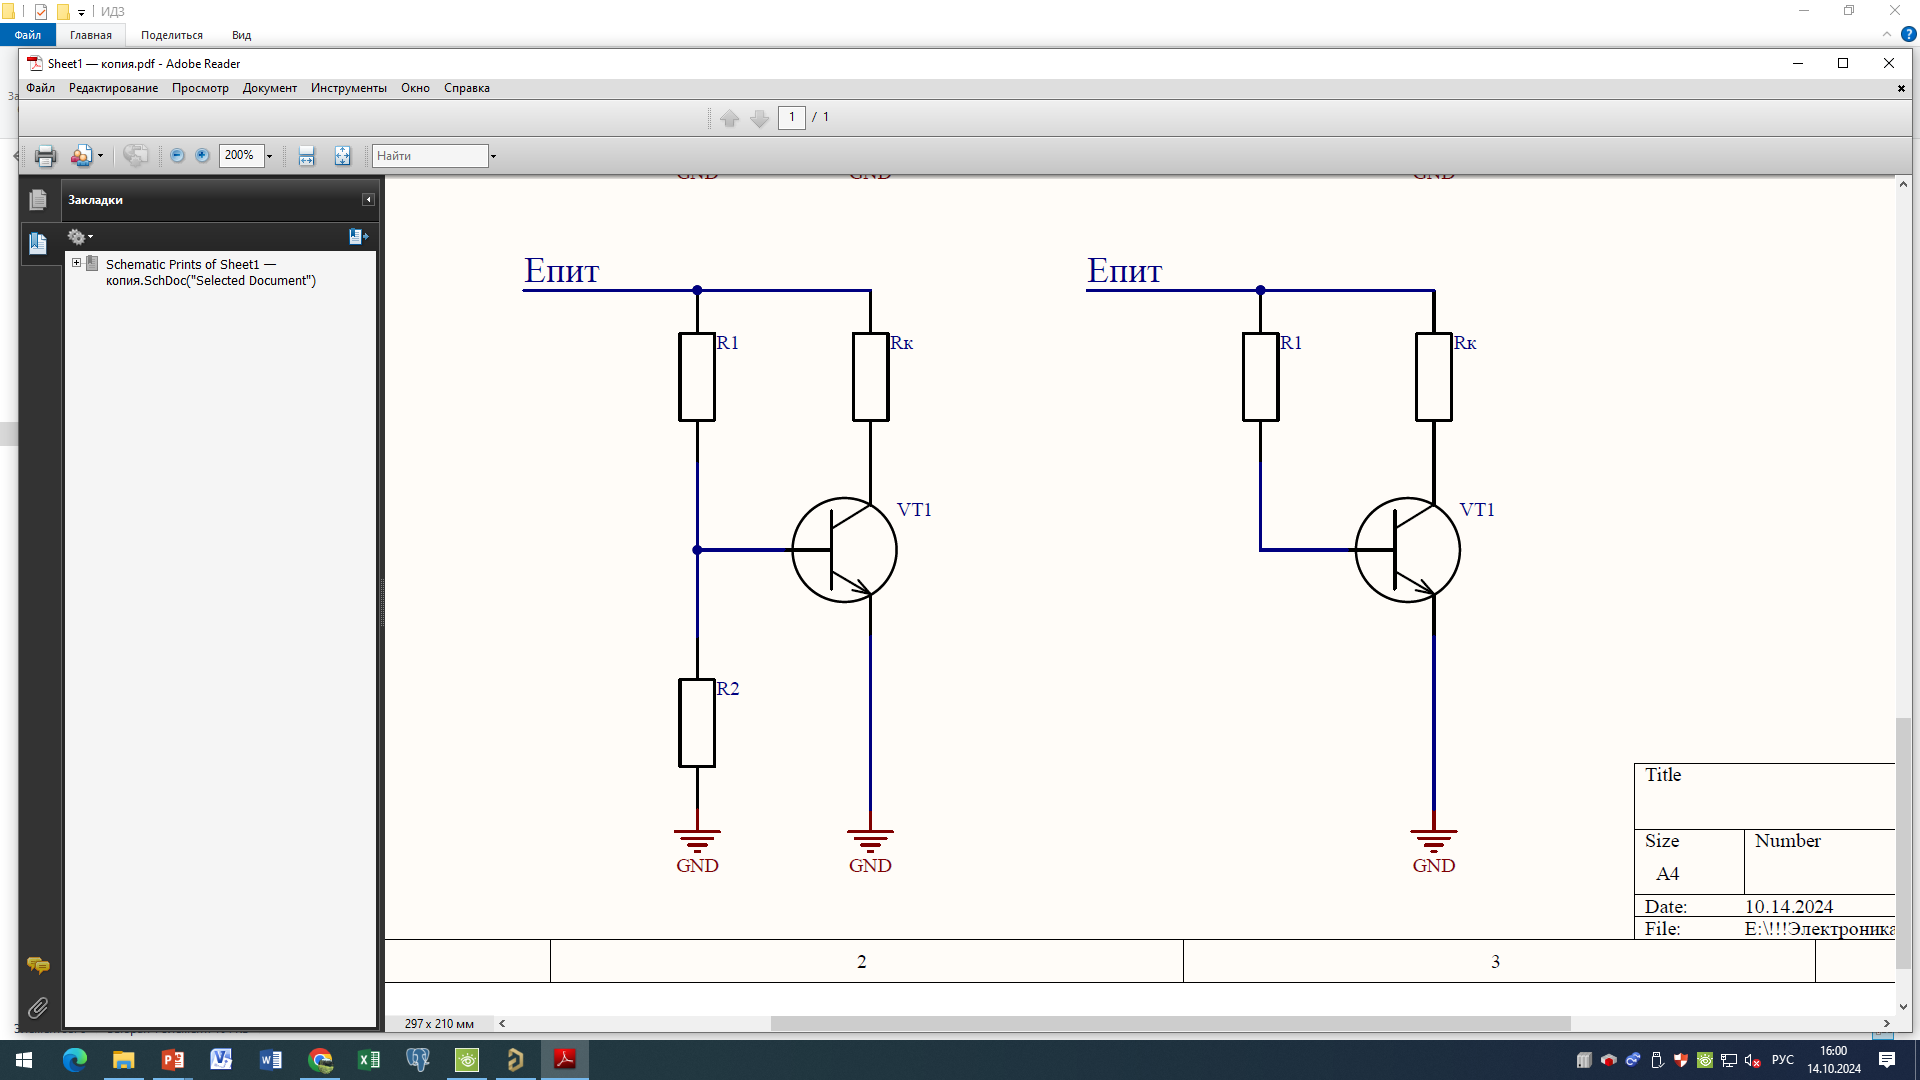 ИДЗ
Файл
Главная
Поделиться
Вид
Sheet1 — копия.pdf - Adobe Reader
Файл Редактирование Просмотр Документ Инструменты Окно Справка
1 / 1
200%
Найти
Закладки
Schematic Prints of Sheet1 —
копия.SchDoc("Selected Document")
GND
GND
GND
Епит
R1
Rк
VT1
R2
GND
GND
Епит
R1
Rк
VT1
GND
Title
Size
Number
A4
Date: 10.14.2024
File: E:\!!!Электроника
2
3
297 x 210 мм
РУС
16:00
14.10.2024